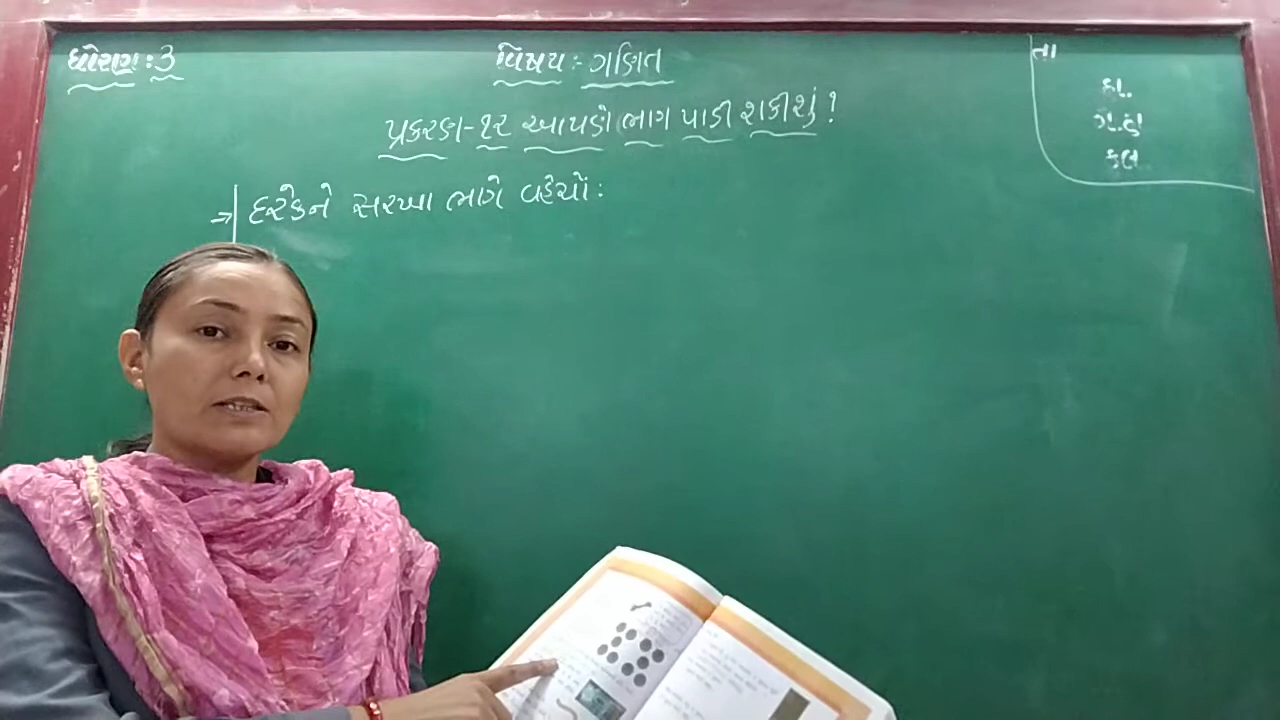 ધોરણ : 3
વિષય :- ગણિત
પ્રકરણ-૧૨ આપણે ભાગ પાડી શકીશું ?
→ દરેકને સરખા ભાગે વહેચોં :
તા
હા.
ગે.હા
કુલ